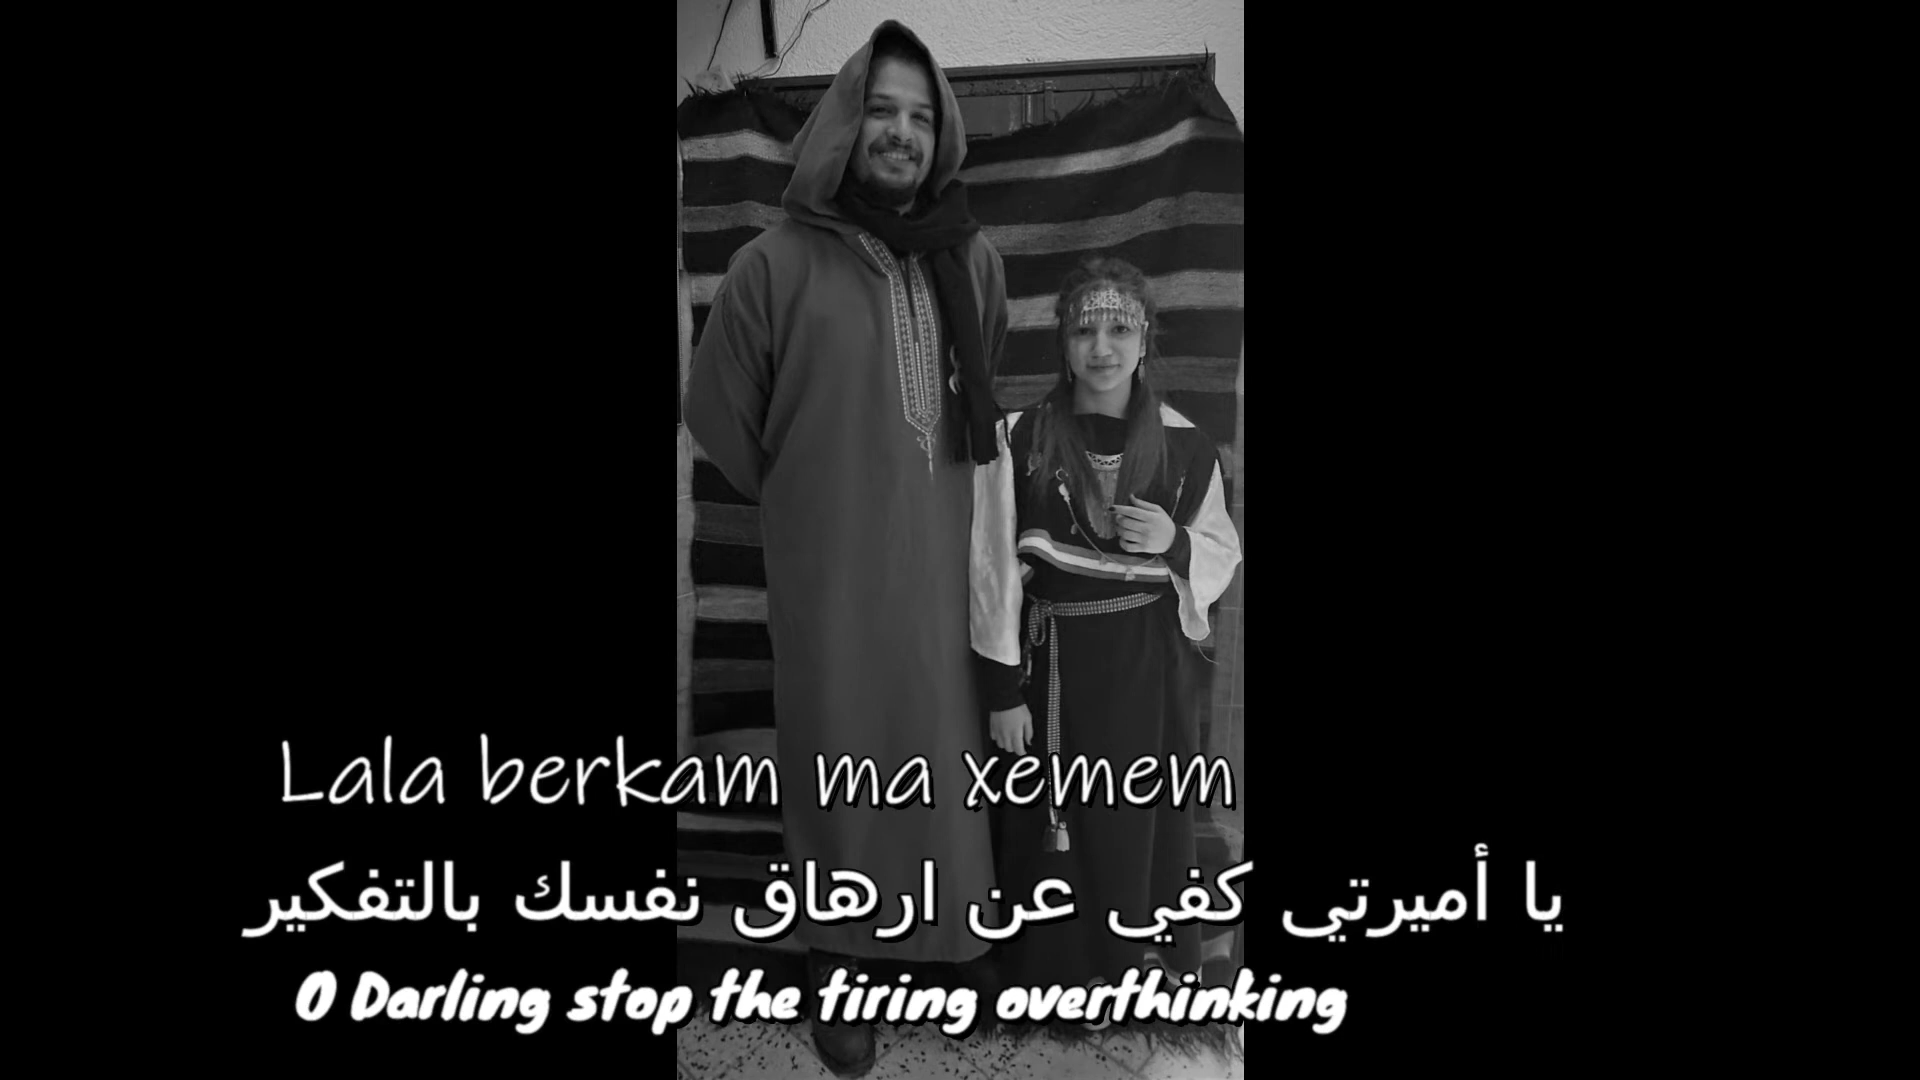 Lala berkam ma xemem
يا أميرتي كفي عن ارهاق نفسك بالتفكير
O Darling stop the tiring overthinking